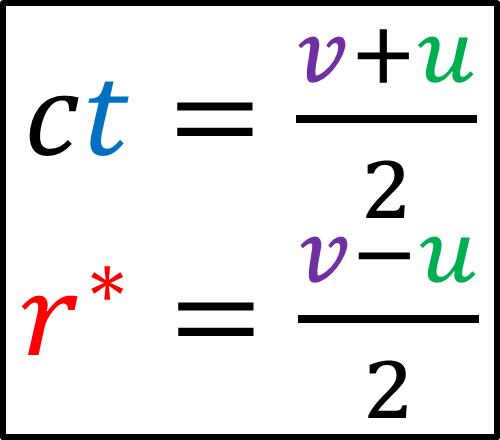 ct = (v+u)/2
r* = (v−u)/2